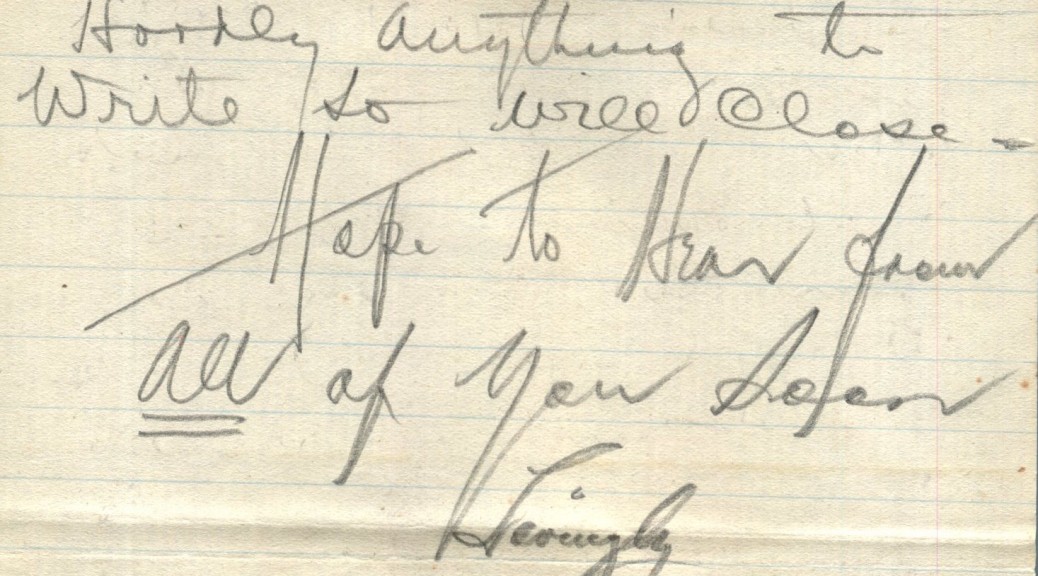 Hardly anything to
Write so will Close -
Hope to Hear from
all of You Soon
Lovingly